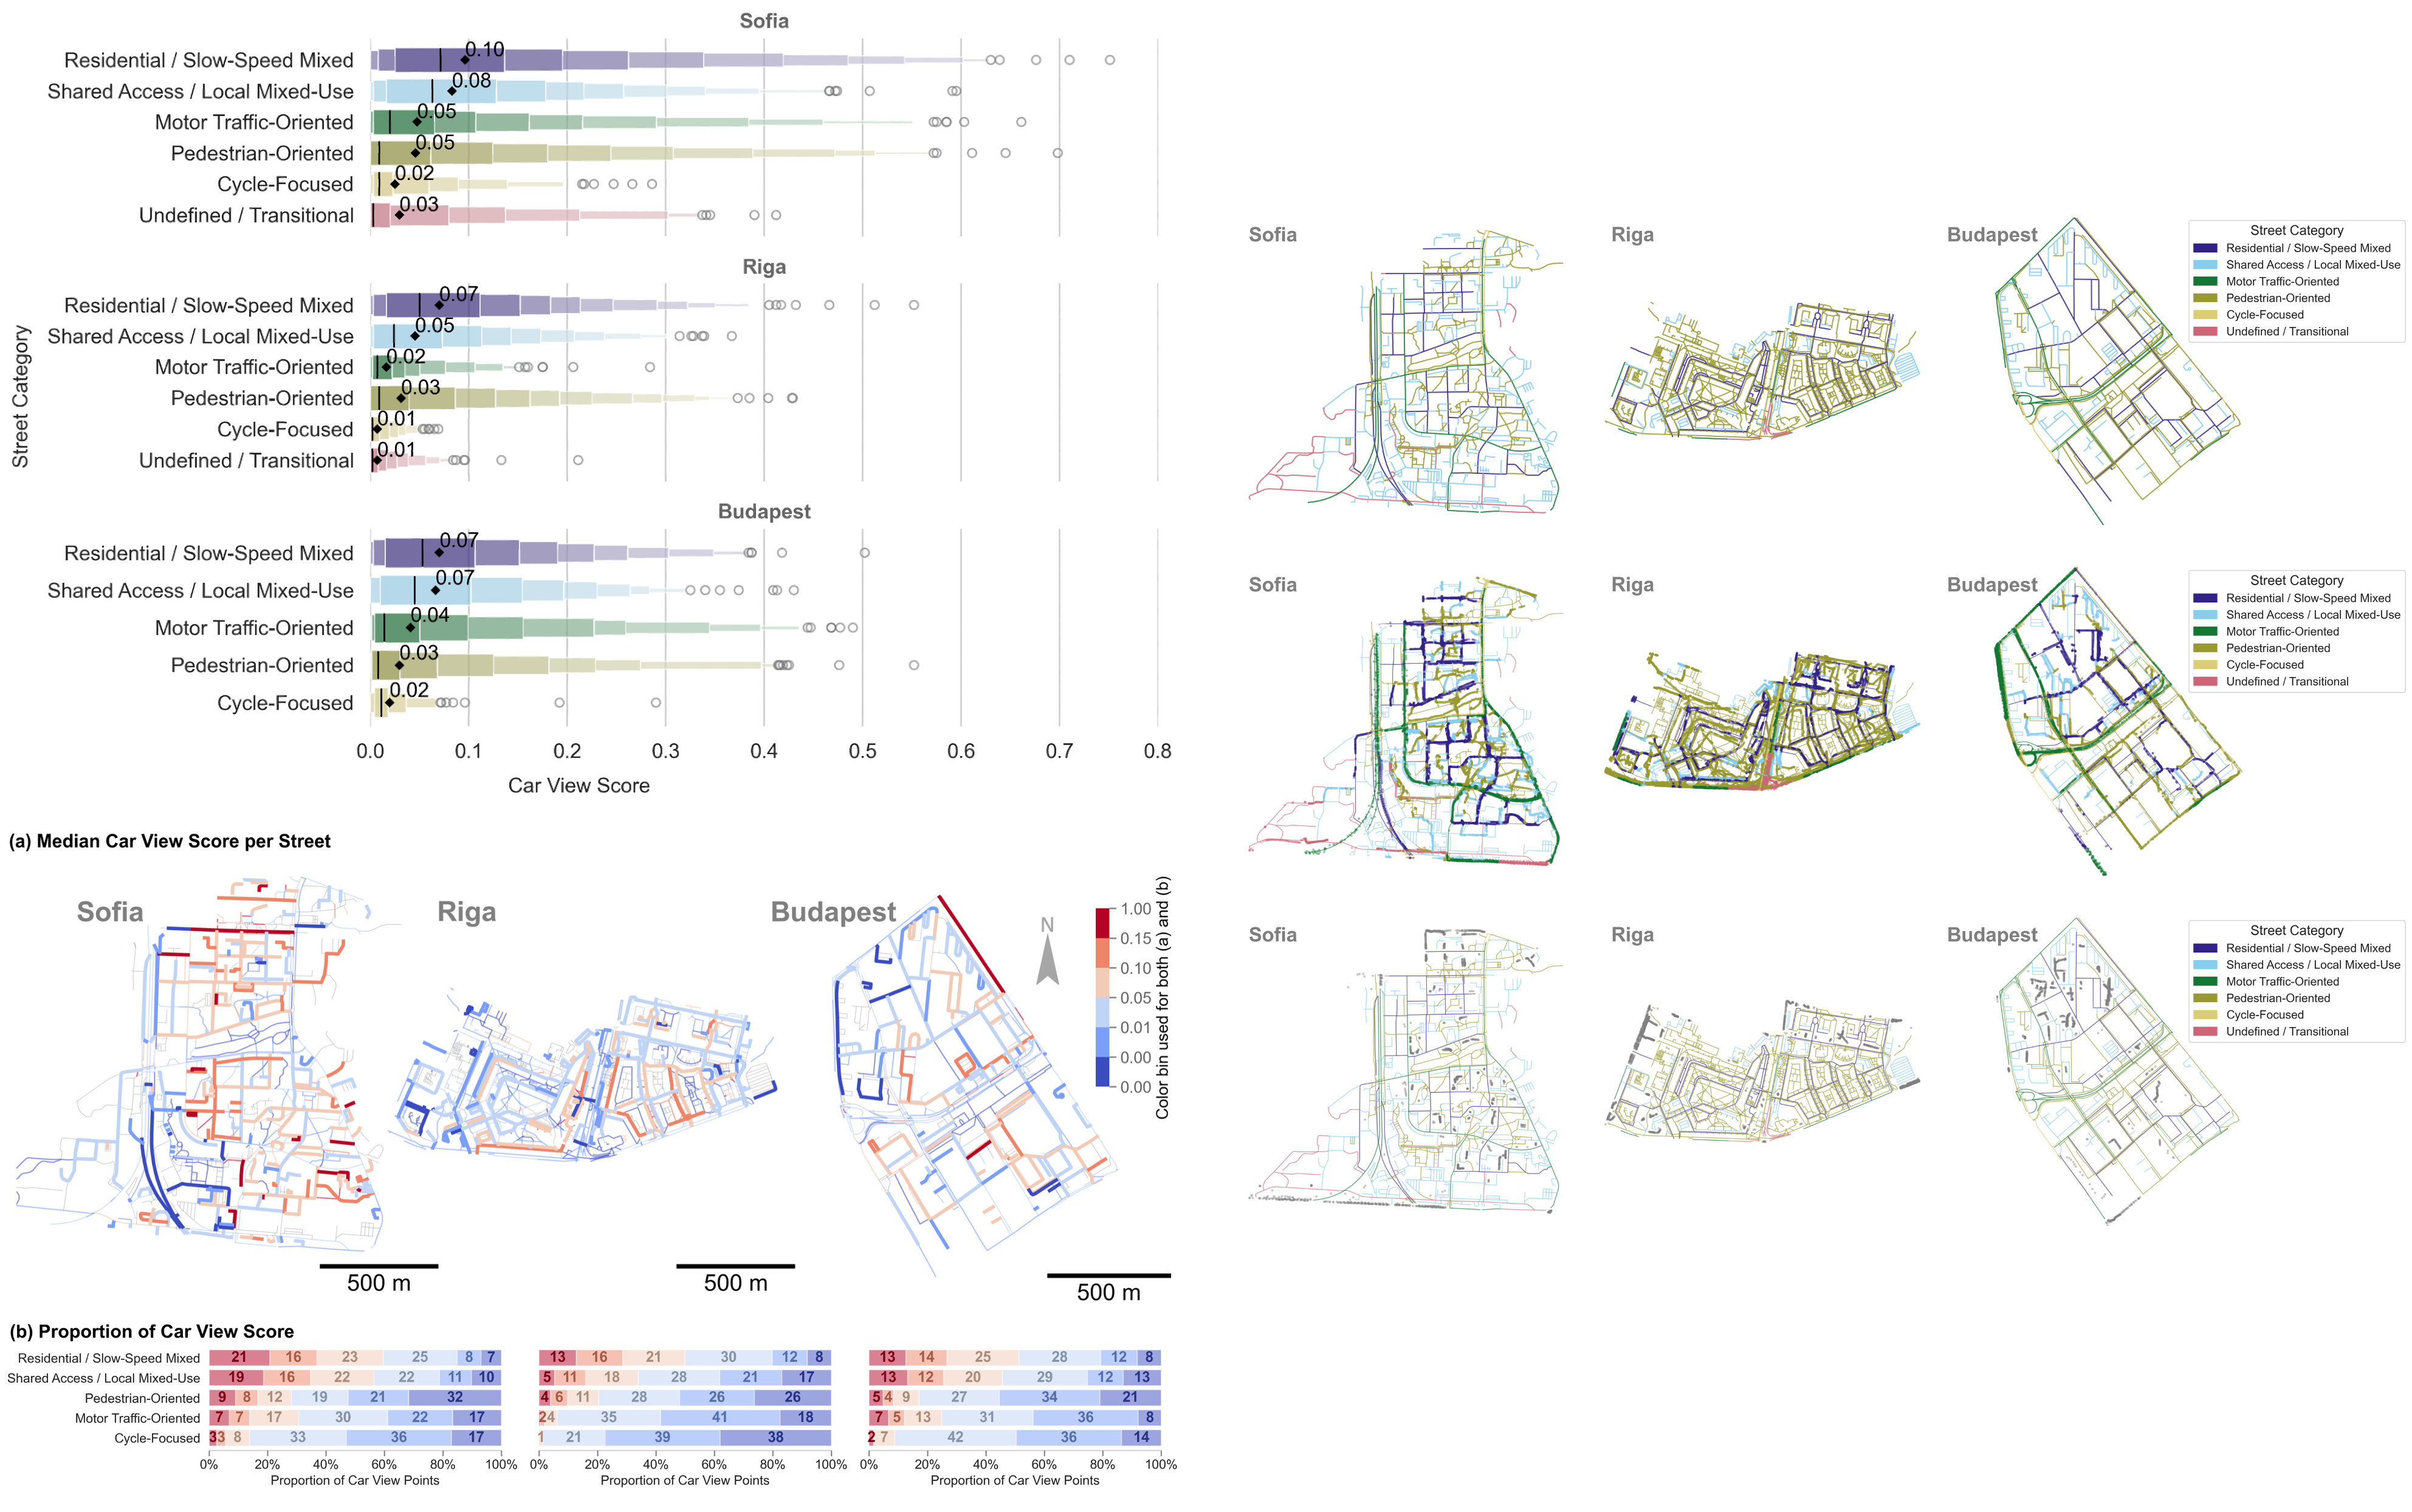 Sofia
Residential / Slow-Speed Mixed
0.10
Shared Access / Local Mixed-Use
0.08
Motor Traffic-Oriented
0.05
Pedestrian-Oriented
0.05
Cycle-Focused
0.02
Undefined / Transitional
0.03
Riga
Residential / Slow-Speed Mixed
0.07
Shared Access / Local Mixed-Use
0.05
Motor Traffic-Oriented
0.02
Pedestrian-Oriented
0.03
Cycle-Focused
0.01
Undefined / Transitional
0.01
Street Category
Budapest
Residential / Slow-Speed Mixed
0.07
Shared Access / Local Mixed-Use
0.07
Motor Traffic-Oriented
0.04
Pedestrian-Oriented
0.03
Cycle-Focused
0.02
0.0 0.1 0.2 0.3 0.4 0.5 0.6 0.7 0.8
Car View Score
(a) Median Car View Score per Street
Sofia Riga Budapest
N
1.00
0.15
0.10
0.05
0.01
0.00
0.00
Color bin used for both (a) and (b)
500 m 500 m 500 m
(b) Proportion of Car View Score
Residential / Slow-Speed Mixed 21 16 23 25 8 7 13 16 21 30 12 8 13 14 25 28 12 8
Shared Access / Local Mixed-Use 19 16 22 22 11 10 5 11 18 28 21 17 13 12 20 29 12 13
Pedestrian-Oriented 9 8 12 19 21 32 4 6 11 28 26 26 5 4 9 27 34 21
Motor Traffic-Oriented 7 7 17 30 22 17 2 4 35 41 18 7 5 13 31 36 8
Cycle-Focused 3 3 8 33 36 17 1 21 39 38 2 7 42 36 14
0% 20% 40% 60% 80% 100% 0% 20% 40% 60% 80% 100% 0% 20% 40% 60% 80% 100%
Proportion of Car View Points Proportion of Car View Points Proportion of Car View Points
Sofia Riga Budapest
Street Category
Residential / Slow-Speed Mixed
Shared Access / Local Mixed-Use
Motor Traffic-Oriented
Pedestrian-Oriented
Cycle-Focused
Undefined / Transitional
Sofia Riga Budapest
Street Category
Residential / Slow-Speed Mixed
Shared Access / Local Mixed-Use
Motor Traffic-Oriented
Pedestrian-Oriented
Cycle-Focused
Undefined / Transitional
Sofia Riga Budapest
Street Category
Residential / Slow-Speed Mixed
Shared Access / Local Mixed-Use
Motor Traffic-Oriented
Pedestrian-Oriented
Cycle-Focused
Undefined / Transitional